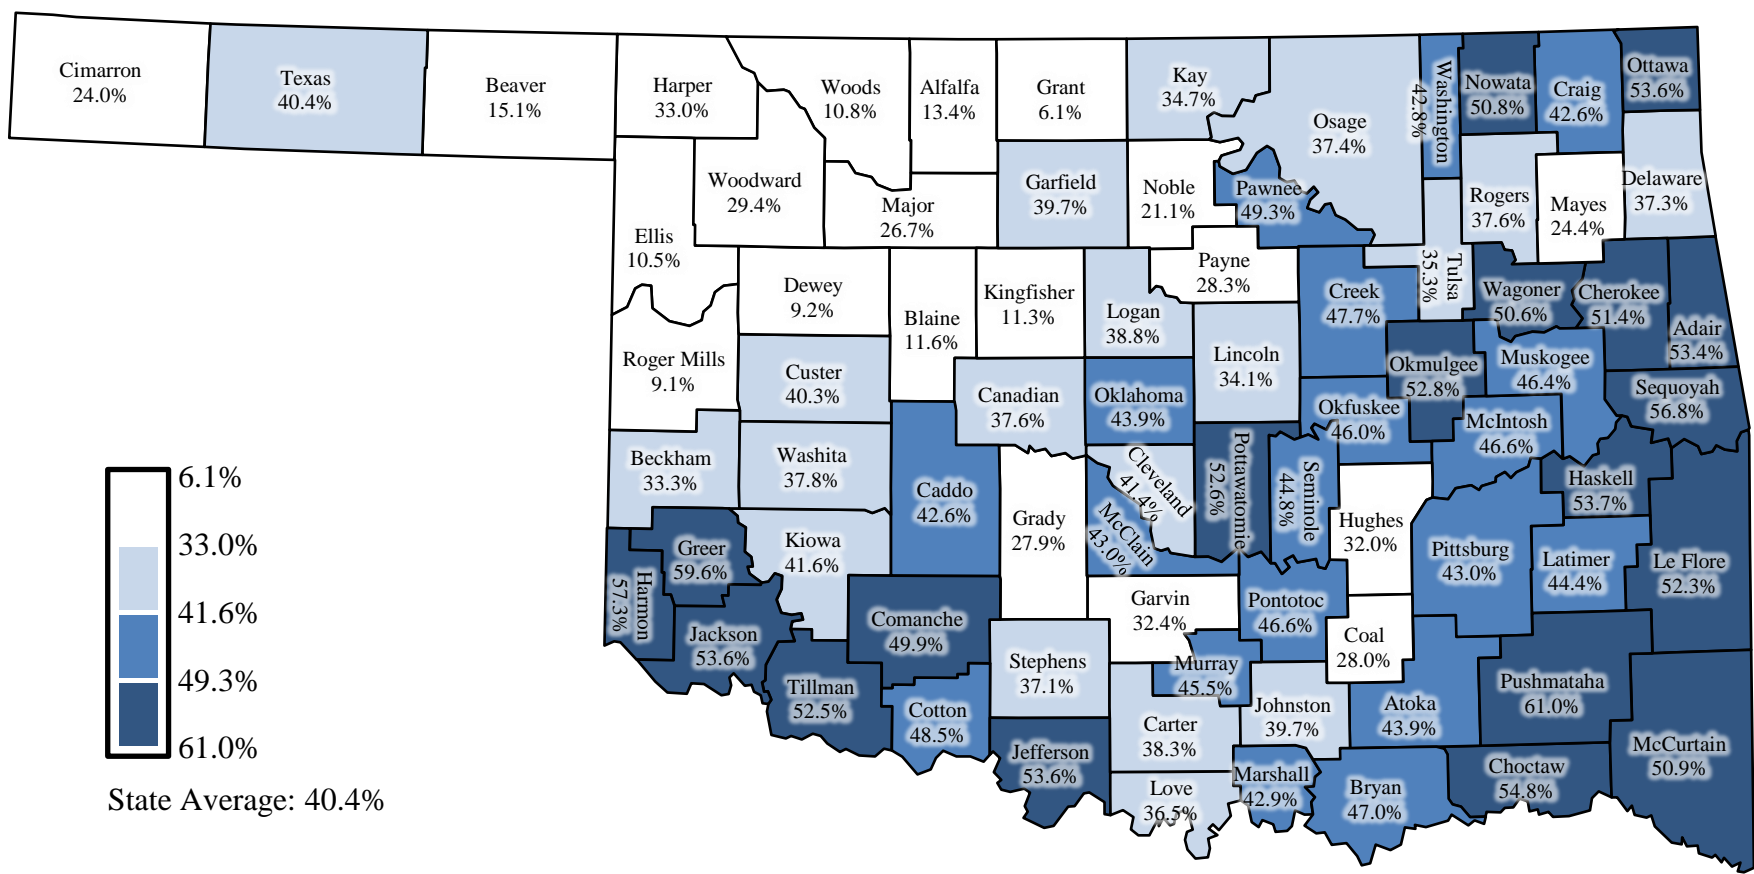 Cimarron
24.0%
Texas
40.4%
Beaver
15.1%
Harper
33.0%
Woods
10.8%
Alfalfa
13.4%
Grant
6.1%
Kay
34.7%
Osage
37.4%
Washington
42.8%
Nowata
50.8%
Craig
42.6%
Ottawa
53.6%
Woodward
29.4%
Major
26.7%
Garfield
39.7%
Noble
21.1%
Pawnee
49.3%
Rogers
37.6%
Mayes
24.4%
Delaware
37.3%
Ellis
10.5%
Dewey
9.2%
Blaine
11.6%
Kingfisher
11.3%
Logan
38.8%
Payne
28.3%
Creek
47.7%
Tulsa
35.3%
Wagoner
50.6%
Cherokee
51.4%
Adair
53.4%
Roger Mills
9.1%
Custer
40.3%
Canadian
37.6%
Oklahoma
43.9%
Lincoln
34.1%
Okfuskee
46.0%
Okmulgee
52.8%
Muskogee
46.4%
McIntosh
46.6%
Sequoyah
56.8%
Beckham
33.3%
Washita
37.8%
Caddo
42.6%
Grady
27.9%
Cleveland
41.4%
McClain
43.0%
Pottawatomie
52.6%
Seminole
44.8%
Hughes
32.0%
Haskell
53.7%
Pittsburg
43.0%
Latimer
44.4%
Le Flore
52.3%
Greer
59.6%
Kiowa
41.6%
Harmon
57.3%
Jackson
53.6%
Comanche
49.9%
Garvin
32.4%
Pontotoc
46.6%
Coal
28.0%
Tillman
52.5%
Cotton
48.5%
Stephens
37.1%
Murray
45.5%
Carter
38.3%
Johnston
39.7%
Atoka
43.9%
Pushmataha
61.0%
McCurtain
50.9%
Jefferson
53.6%
Love
36.5%
Marshall
42.9%
Bryan
47.0%
Choctaw
54.8%
6.1%
33.0%
41.6%
49.3%
61.0%
State Average: 40.4%